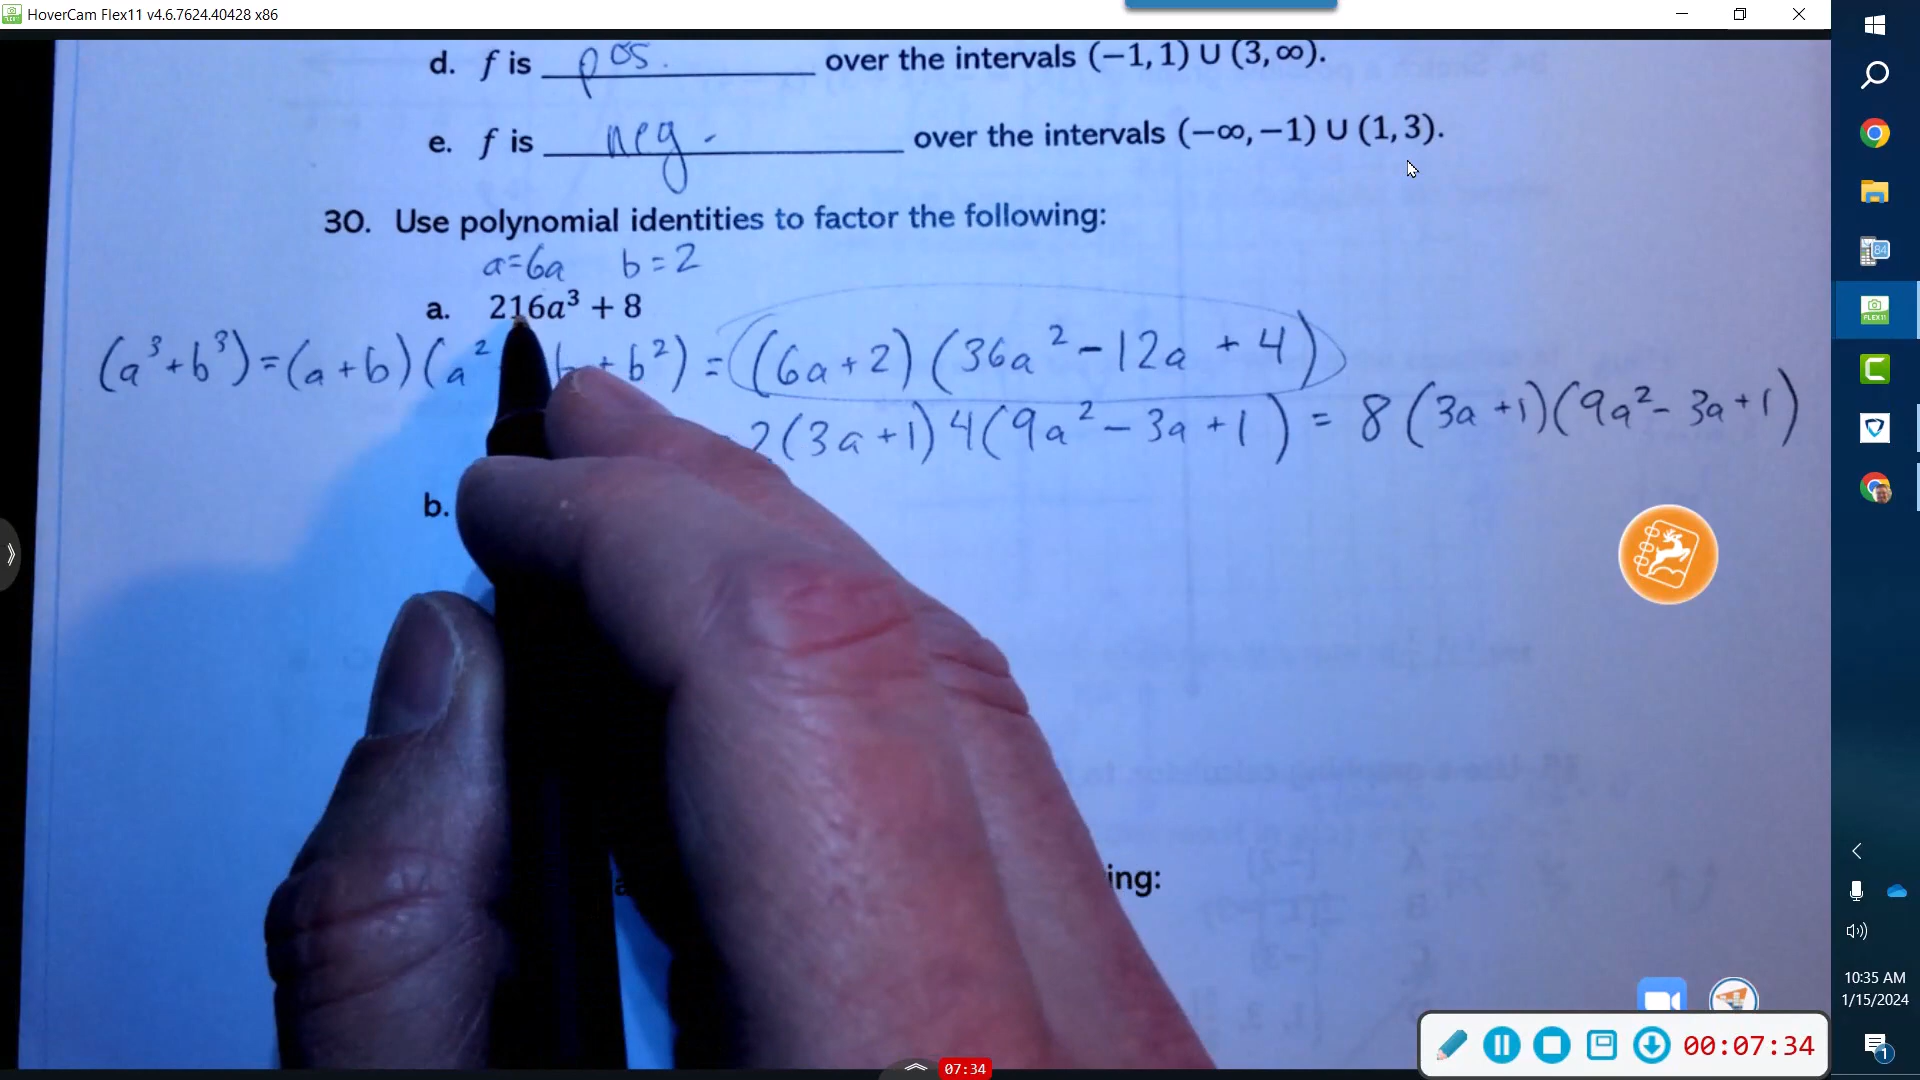 HoverCam Flex11 v4.6.7624.40428 x86
d. f is pos. over the intervals (−1, 1) ∪ (3, ∞).
e. f is neg. over the intervals (−∞, −1) ∪ (1, 3).
30. Use polynomial identities to factor the following:
a=6a b=2
a. 216a³ + 8
(a³+b³)=(a+b)(a² b+b²) = (6a+2)(36a²−12a+4)
2(3a+1)4(9a²−3a+1) = 8(3a+1)(9a²−3a+1)
b.
ing:
84
FLEX11
10:35 AM
1/15/2024
00:07:34
1
07:34